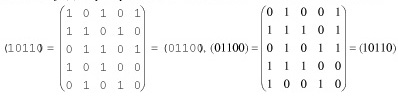 (10110) =
1 0 1 0 1
1 1 0 1 0
0 1 1 0 1
1 0 1 0 0
0 1 0 1 0
= (01100), (01100) =
0 1 0 0 1
1 1 1 0 1
0 1 0 1 1
1 1 1 0 0
1 0 0 1 0
= (10110)